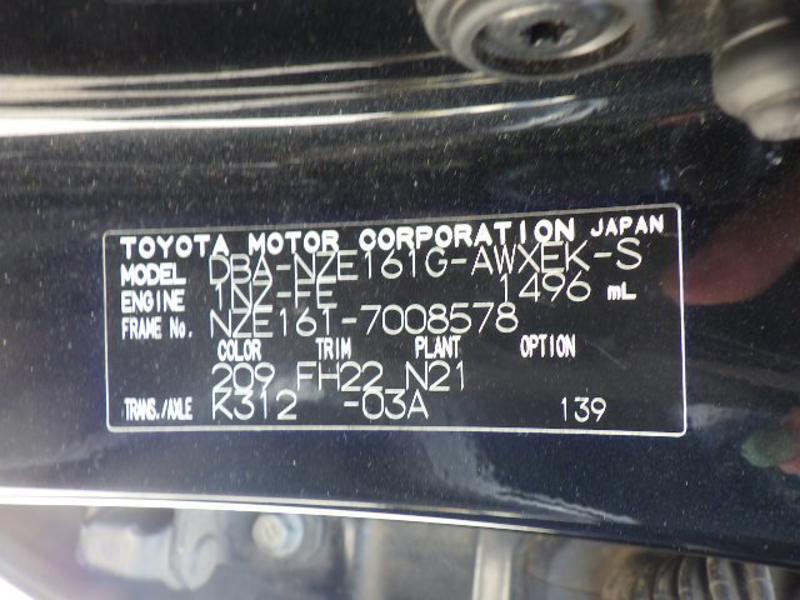 TOYOTA MOTOR CORPORATION JAPAN
MODEL DBA-NZE161G-AWXEK-S
ENGINE 1NZ-FE 1496 mL
FRAME No. NZE161-7008578
COLOR TRIM PLANT OPTION
209 FH22 N21
TRANS./AXLE K312 -03A 139